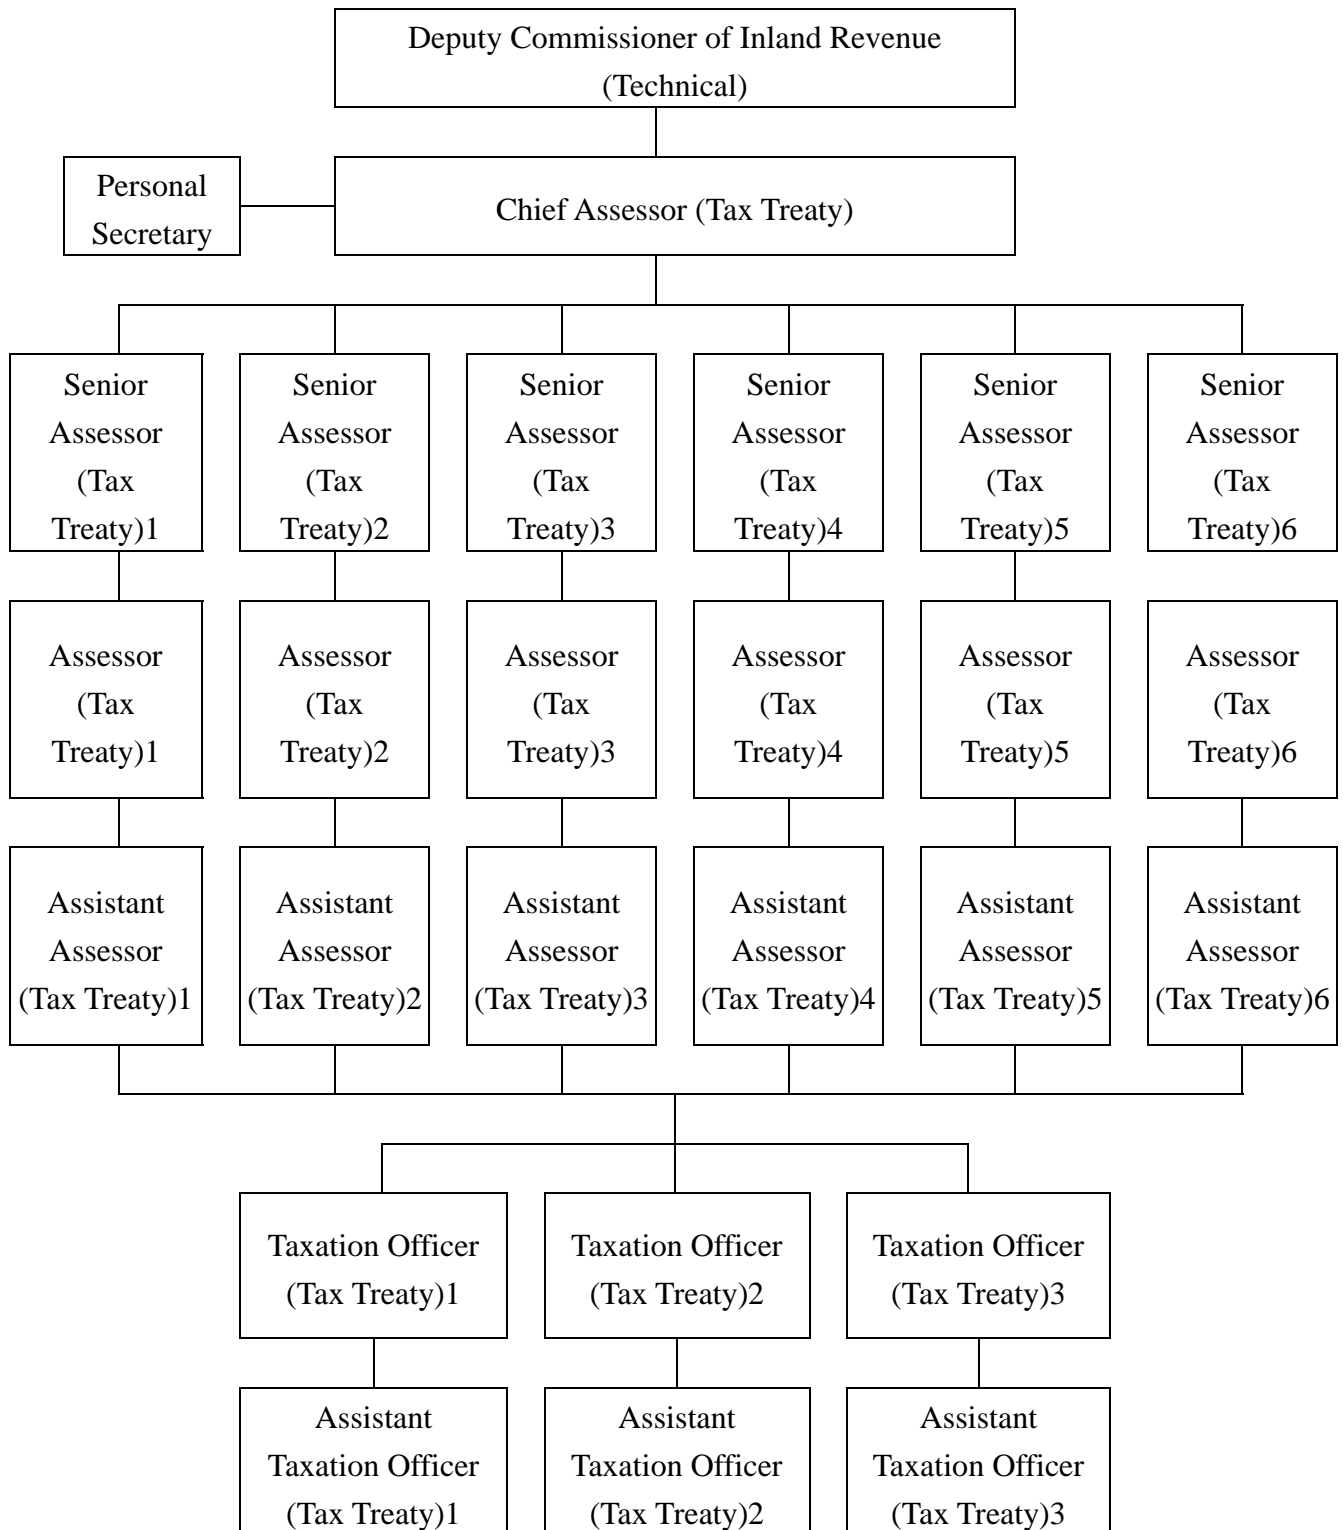 Deputy Commissioner of Inland Revenue
(Technical)
Personal
Secretary
Chief Assessor (Tax Treaty)
Senior
Assessor
(Tax
Treaty)1
Senior
Assessor
(Tax
Treaty)2
Senior
Assessor
(Tax
Treaty)3
Senior
Assessor
(Tax
Treaty)4
Senior
Assessor
(Tax
Treaty)5
Senior
Assessor
(Tax
Treaty)6
Assessor
(Tax
Treaty)1
Assessor
(Tax
Treaty)2
Assessor
(Tax
Treaty)3
Assessor
(Tax
Treaty)4
Assessor
(Tax
Treaty)5
Assessor
(Tax
Treaty)6
Assistant
Assessor
(Tax Treaty)1
Assistant
Assessor
(Tax Treaty)2
Assistant
Assessor
(Tax Treaty)3
Assistant
Assessor
(Tax Treaty)4
Assistant
Assessor
(Tax Treaty)5
Assistant
Assessor
(Tax Treaty)6
Taxation Officer
(Tax Treaty)1
Taxation Officer
(Tax Treaty)2
Taxation Officer
(Tax Treaty)3
Assistant
Taxation Officer
(Tax Treaty)1
Assistant
Taxation Officer
(Tax Treaty)2
Assistant
Taxation Officer
(Tax Treaty)3